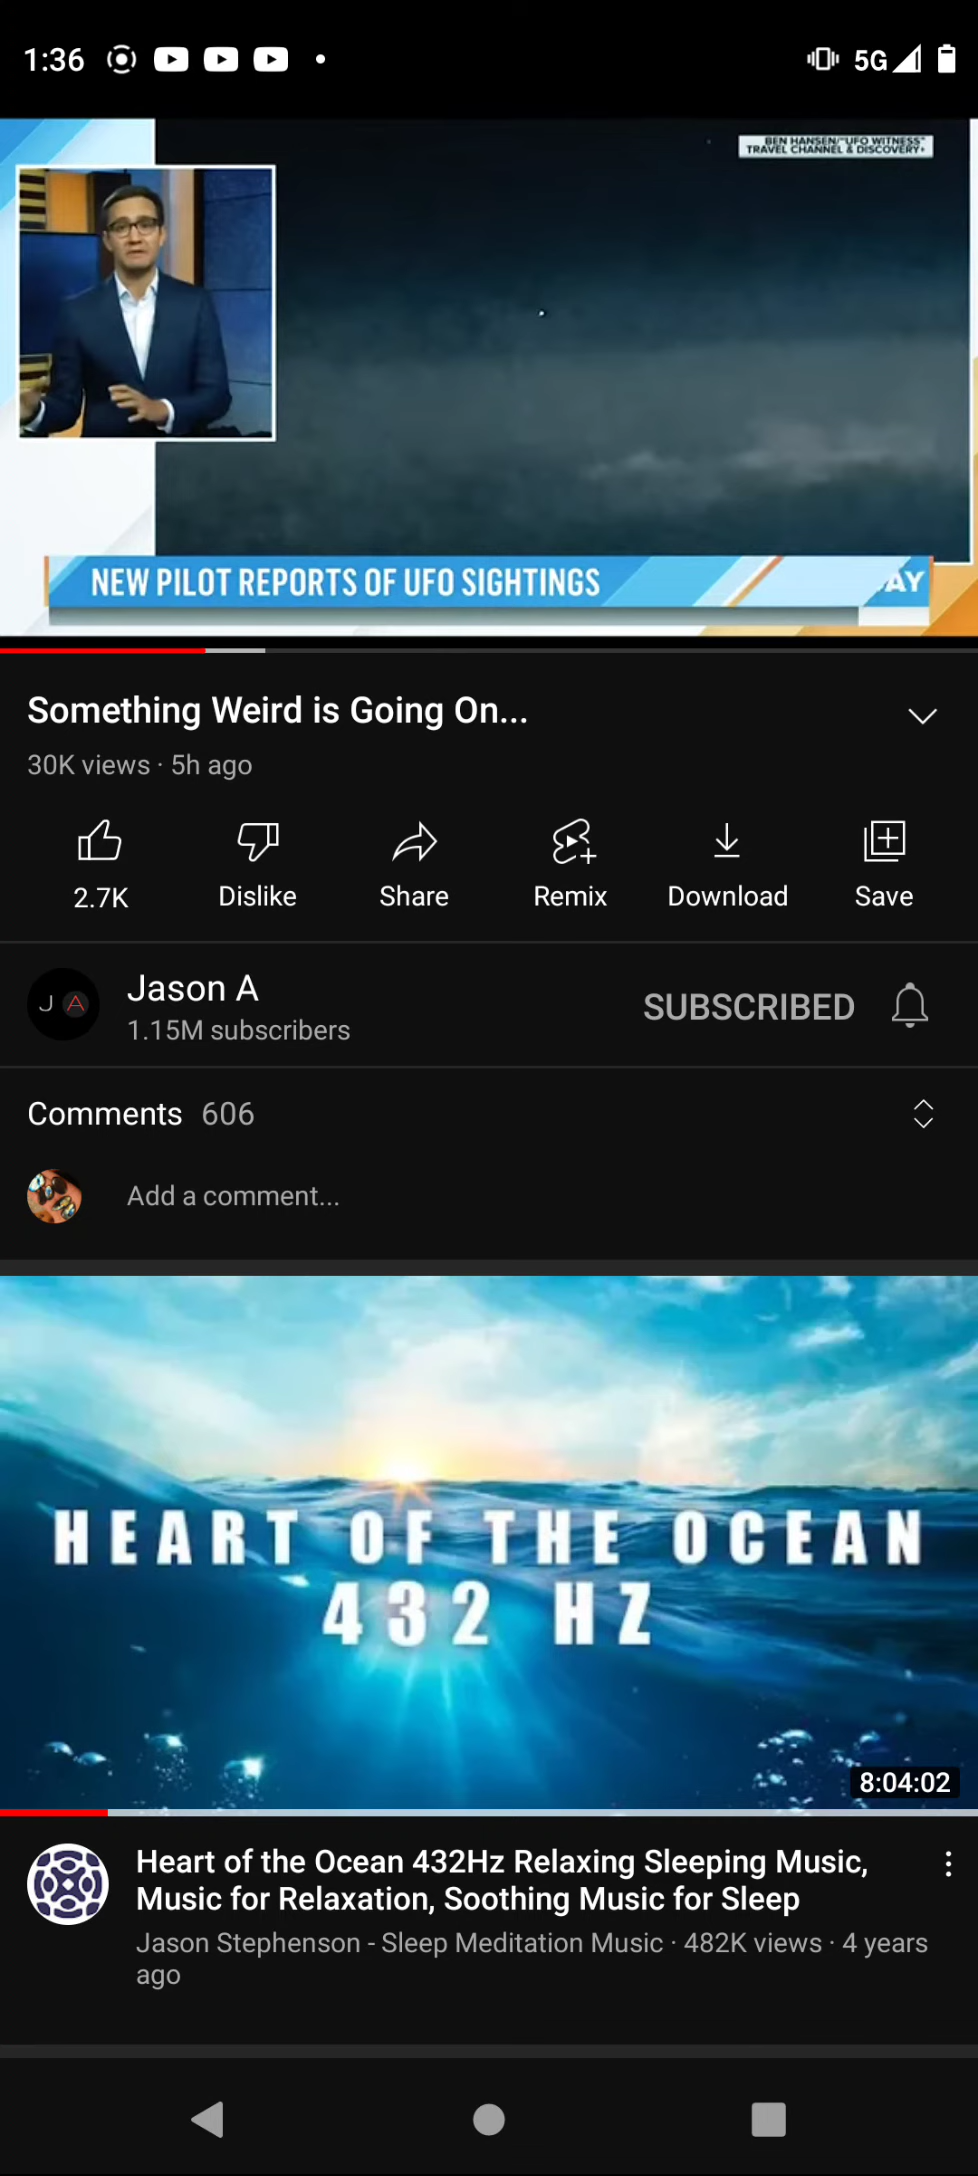 1:36
5G
BEN HANSEN/"UFO WITNESS"
TRAVEL CHANNEL & DISCOVERY+
NEW PILOT REPORTS OF UFO SIGHTINGS
AY
Something Weird is Going On...
30K views · 5h ago
2.7K
Dislike
Share
Remix
Download
Save
J A
Jason A
1.15M subscribers
SUBSCRIBED
Comments 606
Add a comment...
HEART OF THE OCEAN
432 HZ
8:04:02
Heart of the Ocean 432Hz Relaxing Sleeping Music,
Music for Relaxation, Soothing Music for Sleep
Jason Stephenson - Sleep Meditation Music · 482K views · 4 years
ago